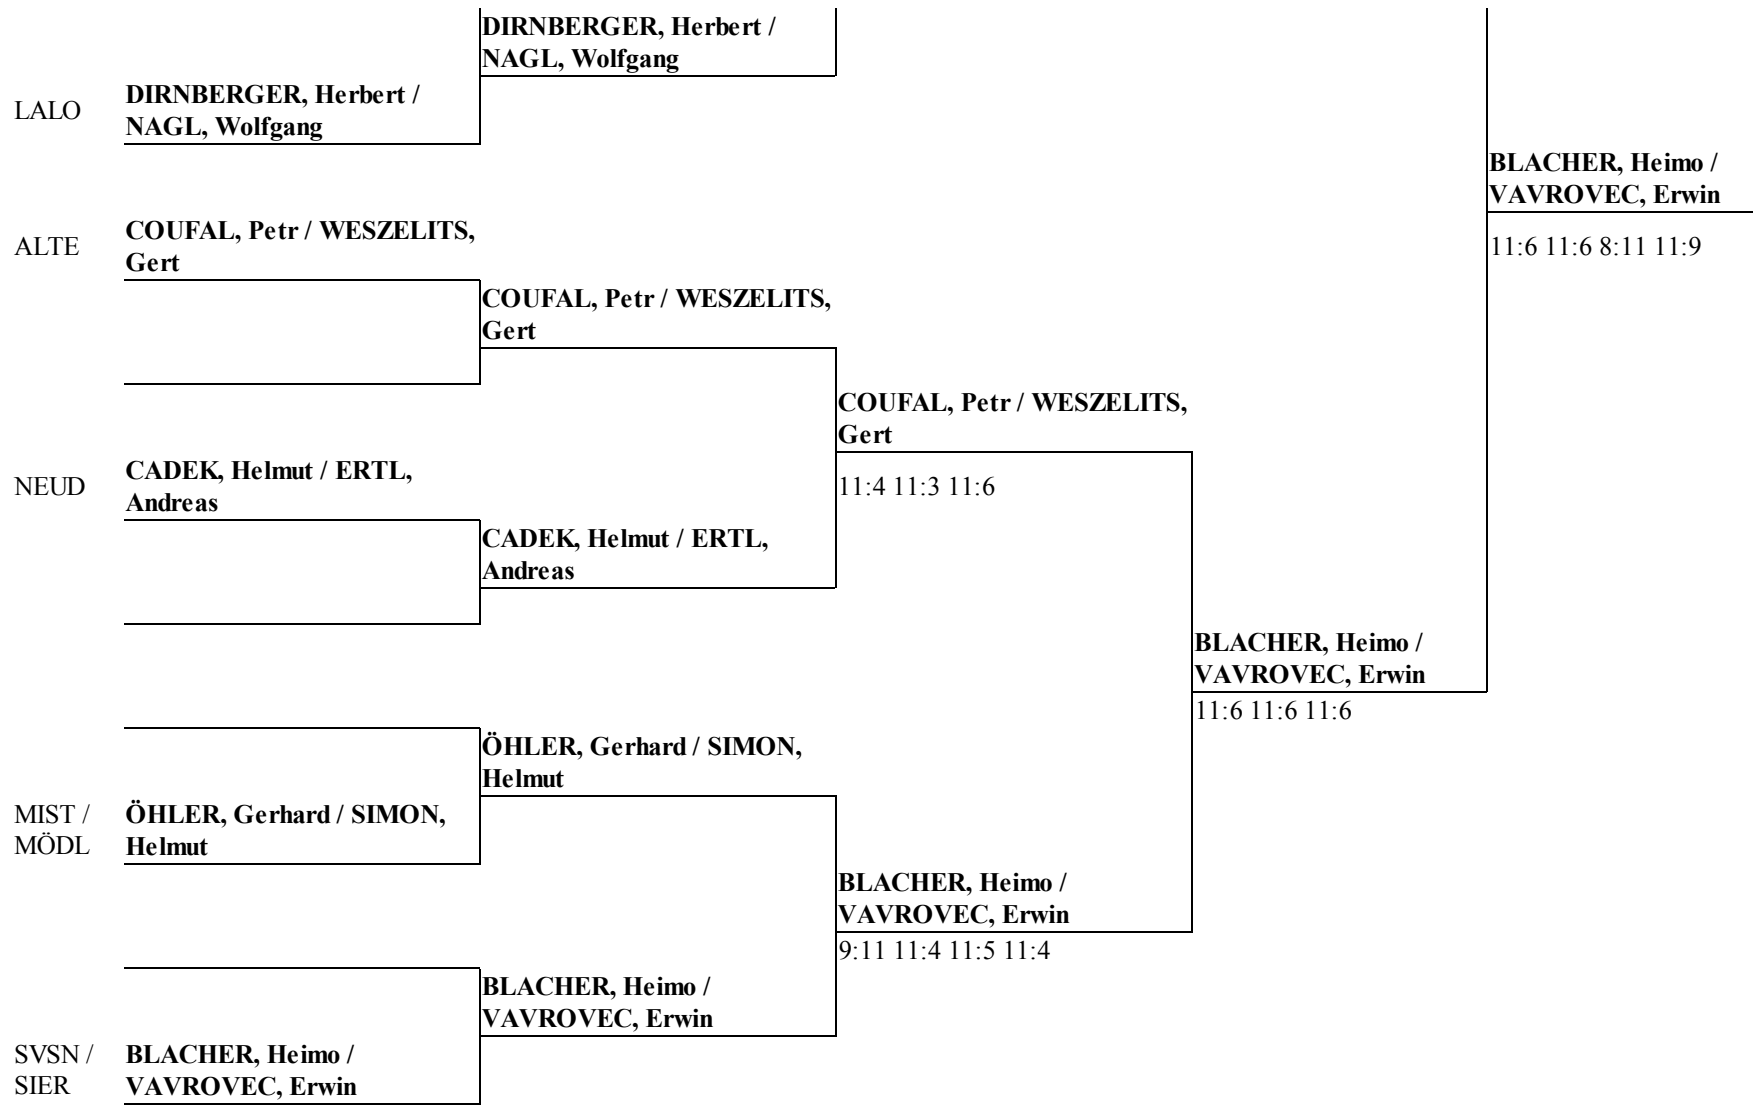 DIRNBERGER, Herbert /
NAGL, Wolfgang
LALO
DIRNBERGER, Herbert /
NAGL, Wolfgang
BLACHER, Heimo /
VAVROVEC, Erwin
11:6 11:6 8:11 11:9
ALTE
COUFAL, Petr / WESZELITS,
Gert
COUFAL, Petr / WESZELITS,
Gert
COUFAL, Petr / WESZELITS,
Gert
11:4 11:3 11:6
NEUD
CADEK, Helmut / ERTL,
Andreas
CADEK, Helmut / ERTL,
Andreas
BLACHER, Heimo /
VAVROVEC, Erwin
11:6 11:6 11:6
ÖHLER, Gerhard / SIMON,
Helmut
MIST /
MÖDL
ÖHLER, Gerhard / SIMON,
Helmut
BLACHER, Heimo /
VAVROVEC, Erwin
9:11 11:4 11:5 11:4
BLACHER, Heimo /
VAVROVEC, Erwin
SVSN /
SIER
BLACHER, Heimo /
VAVROVEC, Erwin